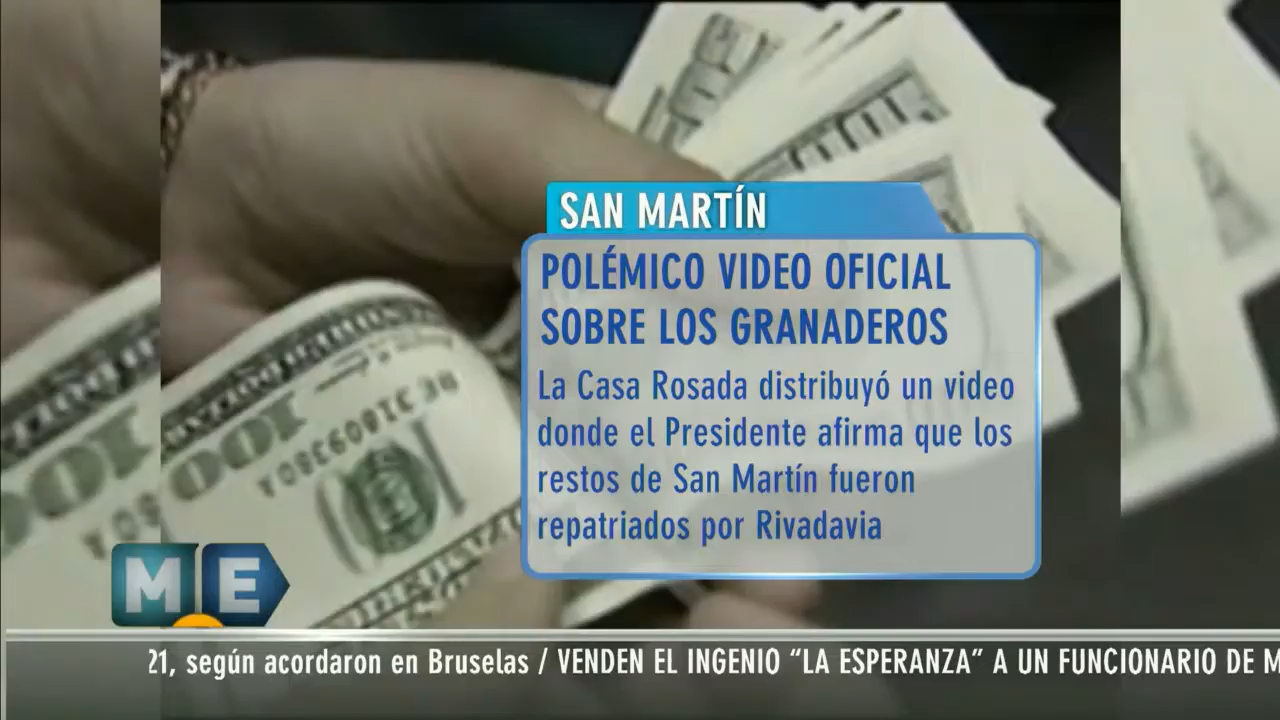 SAN MARTÍN
POLÉMICO VIDEO OFICIAL
SOBRE LOS GRANADEROS
La Casa Rosada distribuyó un video
donde el Presidente afirma que los
restos de San Martín fueron
repatriados por Rivadavia
100
M E
21, según acordaron en Bruselas / VENDEN EL INGENIO “LA ESPERANZA” A UN FUNCIONARIO DE M